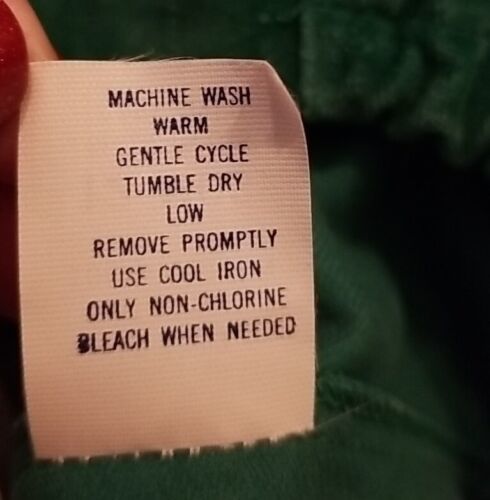 MACHINE WASH
WARM
GENTLE CYCLE
TUMBLE DRY
LOW
REMOVE PROMPTLY
USE COOL IRON
ONLY NON-CHLORINE
BLEACH WHEN NEEDED